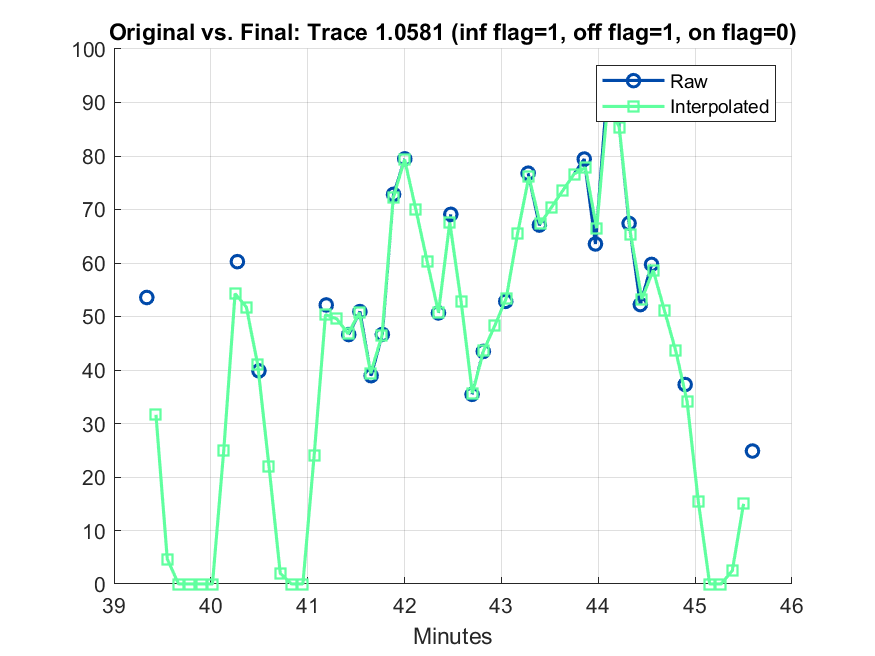 Original vs. Final: Trace 1.0581 (inf flag=1, off flag=1, on flag=0)
100
90
80
70
60
50
40
30
20
10
0
Raw
Interpolated
39 40 41 42 43 44 45 46
Minutes